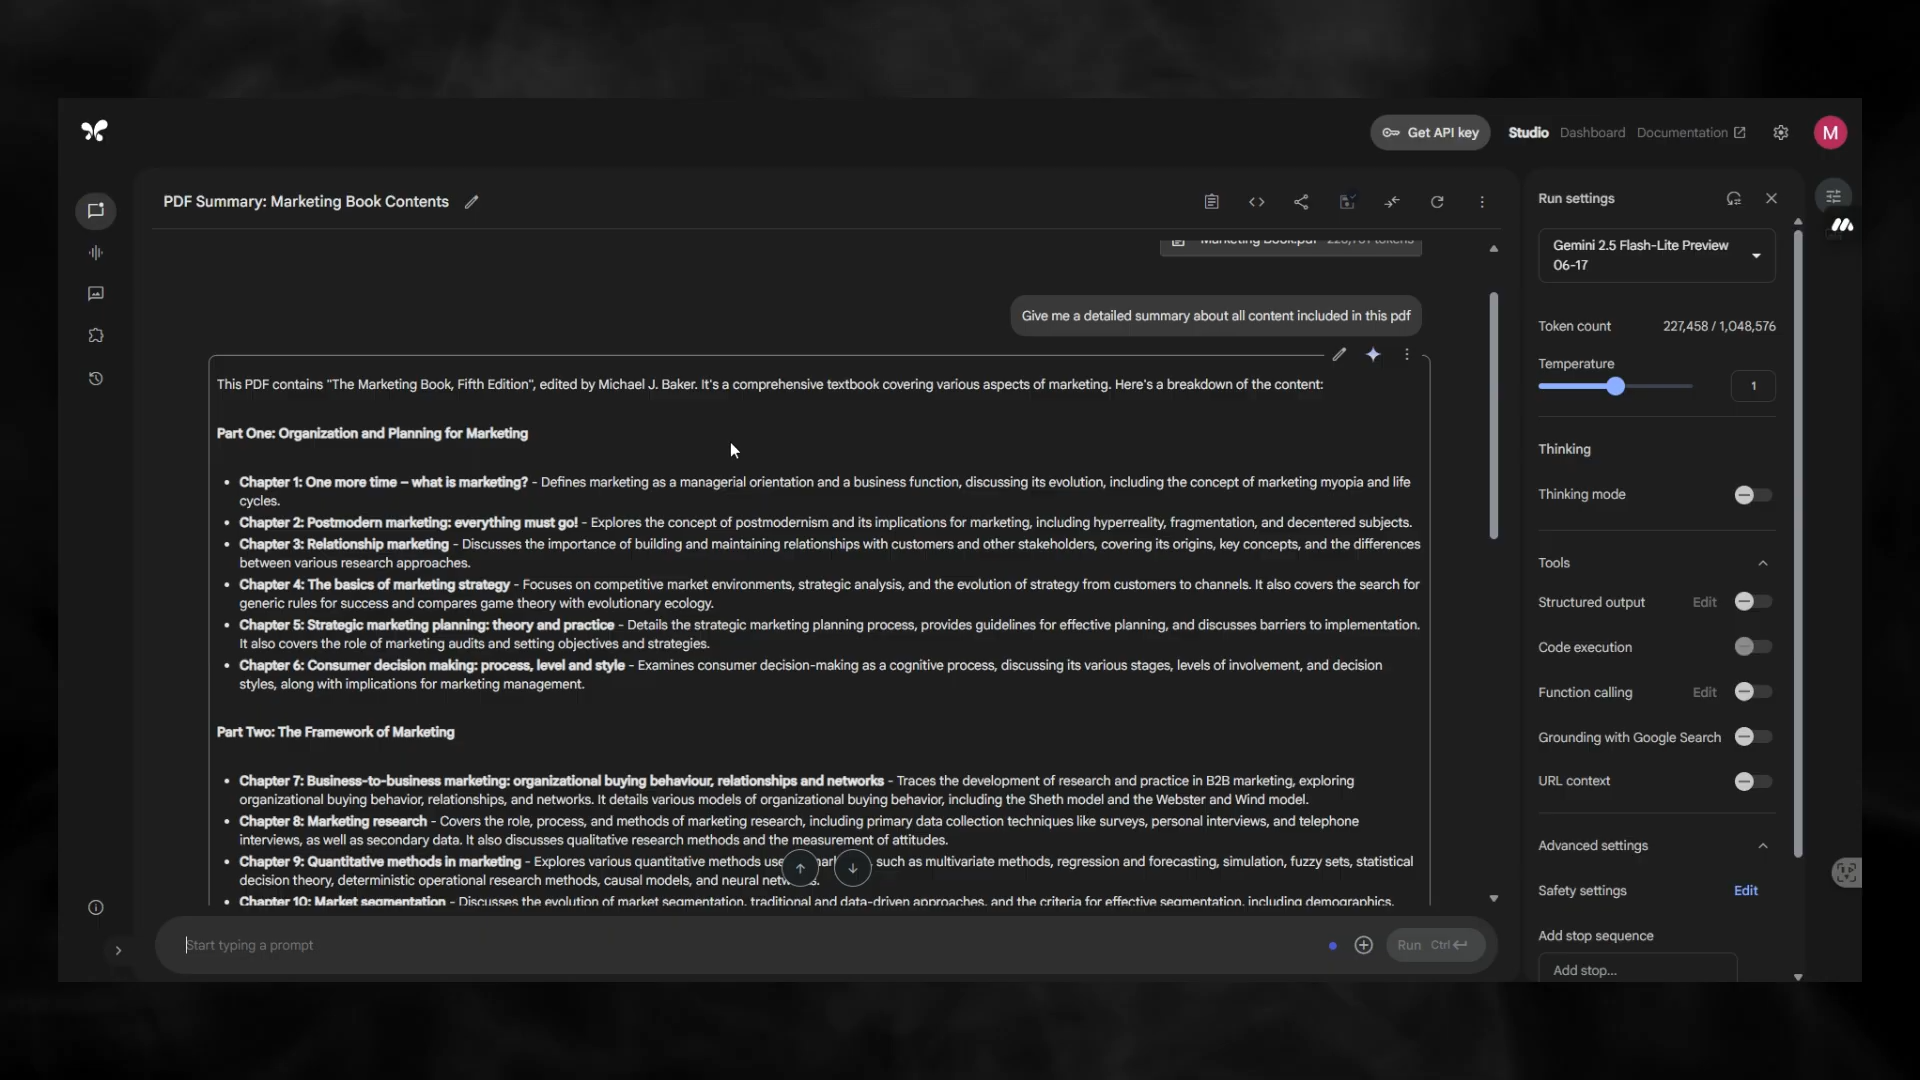 Get API key
Studio
Dashboard
Documentation
M
PDF Summary: Marketing Book Contents
Give me a detailed summary about all content included in this pdf
This PDF contains "The Marketing Book, Fifth Edition", edited by Michael J. Baker. It's a comprehensive textbook covering various aspects of marketing. Here's a breakdown of the content:
Part One: Organization and Planning for Marketing
• Chapter 1: One more time – what is marketing? - Defines marketing as a managerial orientation and a business function, discussing its evolution, including the concept of marketing myopia and life
cycles.
• Chapter 2: Postmodern marketing: everything must go! - Explores the concept of postmodernism and its implications for marketing, including hyperreality, fragmentation, and decentered subjects.
• Chapter 3: Relationship marketing - Discusses the importance of building and maintaining relationships with customers and other stakeholders, covering its origins, key concepts, and the differences
between various research approaches.
• Chapter 4: The basics of marketing strategy - Focuses on competitive market environments, strategic analysis, and the evolution of strategy from customers to channels. It also covers the search for
generic rules for success and compares game theory with evolutionary ecology.
• Chapter 5: Strategic marketing planning: theory and practice - Details the strategic marketing planning process, provides guidelines for effective planning, and discusses barriers to implementation.
It also covers the role of marketing audits and setting objectives and strategies.
• Chapter 6: Consumer decision making: process, level and style - Examines consumer decision-making as a cognitive process, discussing its various stages, levels of involvement, and decision
styles, along with implications for marketing management.
Part Two: The Framework of Marketing
• Chapter 7: Business-to-business marketing: organizational buying behaviour, relationships and networks - Traces the development of research and practice in B2B marketing, exploring
organizational buying behavior, relationships, and networks. It details various models of organizational buying behavior, including the Sheth model and the Webster and Wind model.
• Chapter 8: Marketing research - Covers the role, process, and methods of marketing research, including primary data collection techniques like surveys, personal interviews, and telephone
interviews, as well as secondary data. It also discusses qualitative research methods and the measurement of attitudes.
• Chapter 9: Quantitative methods in marketing - Explores various quantitative methods such as multivariate methods, regression and forecasting, simulation, fuzzy sets, statistical
decision theory, deterministic operational research methods, causal models, and neural
• Chapter 10: Market segmentation - Discusses the evolution of market segmentation, traditional and data-driven approaches, and the criteria for effective segmentation, including demographics,
Start typing a prompt
Run Ctrl
Run settings
Gemini 2.5 Flash-Lite Preview
06-17
Token count 227,458 / 1,048,576
Temperature
1
Thinking
Thinking mode
Tools
Structured output Edit
Code execution
Function calling Edit
Grounding with Google Search
URL context
Advanced settings
Safety settings Edit
Add stop sequence
Add stop...